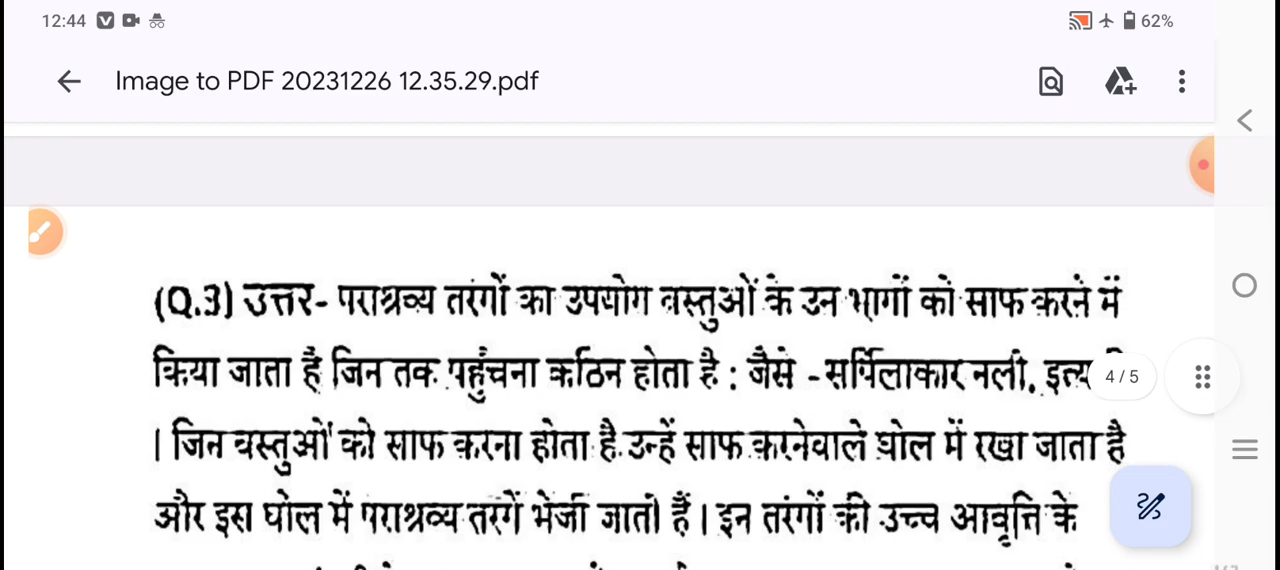 12:44 62%
Image to PDF 20231226 12.35.29.pdf
(Q.3) उत्तर- पराश्रव्य तरंगों का उपयोग वस्तुओं के उन भागों को साफ करने में
किया जाता है जिन तक पहुँचना कठिन होता है : जैसे -सर्पिलाकार नली, 4 / 5
। जिन वस्तुओं को साफ करना होता है उन्हें साफ करनेवाले घोल में रखा जाता है
और इस घोल में पराश्रव्य तरगें भेजी जाती हैं । इन तरंगों की उच्च आवृत्ति के